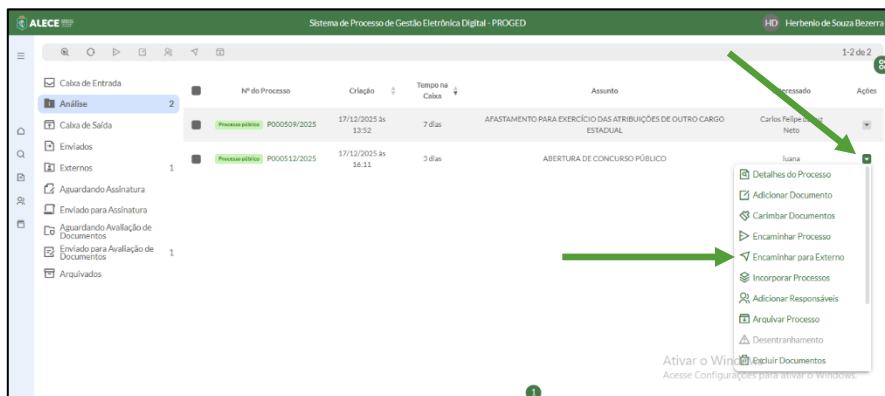 ALECE
Sistema de Processo de Gestão Eletrônica Digital - PROGED
HD Herbenio de Souza Bezerra
1-2 de 2
Caixa de Entrada
Análise 2
Caixa de Saída
Enviados
Externos 1
Aguardando Assinatura
Enviado para Assinatura
Aguardando Avaliação de
Documentos
Enviado para Avaliação de
Documentos 1
Arquivados
Nº do Processo Criação Tempo na Caixa Assunto Interessado Ações
Processo público P000509/2025 17/12/2025 às 13:52 7 dias AFASTAMENTO PARA EXERCÍCIO DAS ATRIBUIÇÕES DE OUTRO CARGO ESTADUAL Carlos Felipe Neto
Processo público P000512/2025 17/12/2025 às 16:11 3 dias ABERTURA DE CONCURSO PÚBLICO luana
Detalhes do Processo
Adicionar Documento
Carimbar Documentos
Encaminhar Processo
Encaminhar para Externo
Incorporar Processos
Adicionar Responsáveis
Arquivar Processo
Desentranhamento
Excluir Documentos
Ativar o Windows
Acesse Configurações para ativar o Windows.
1